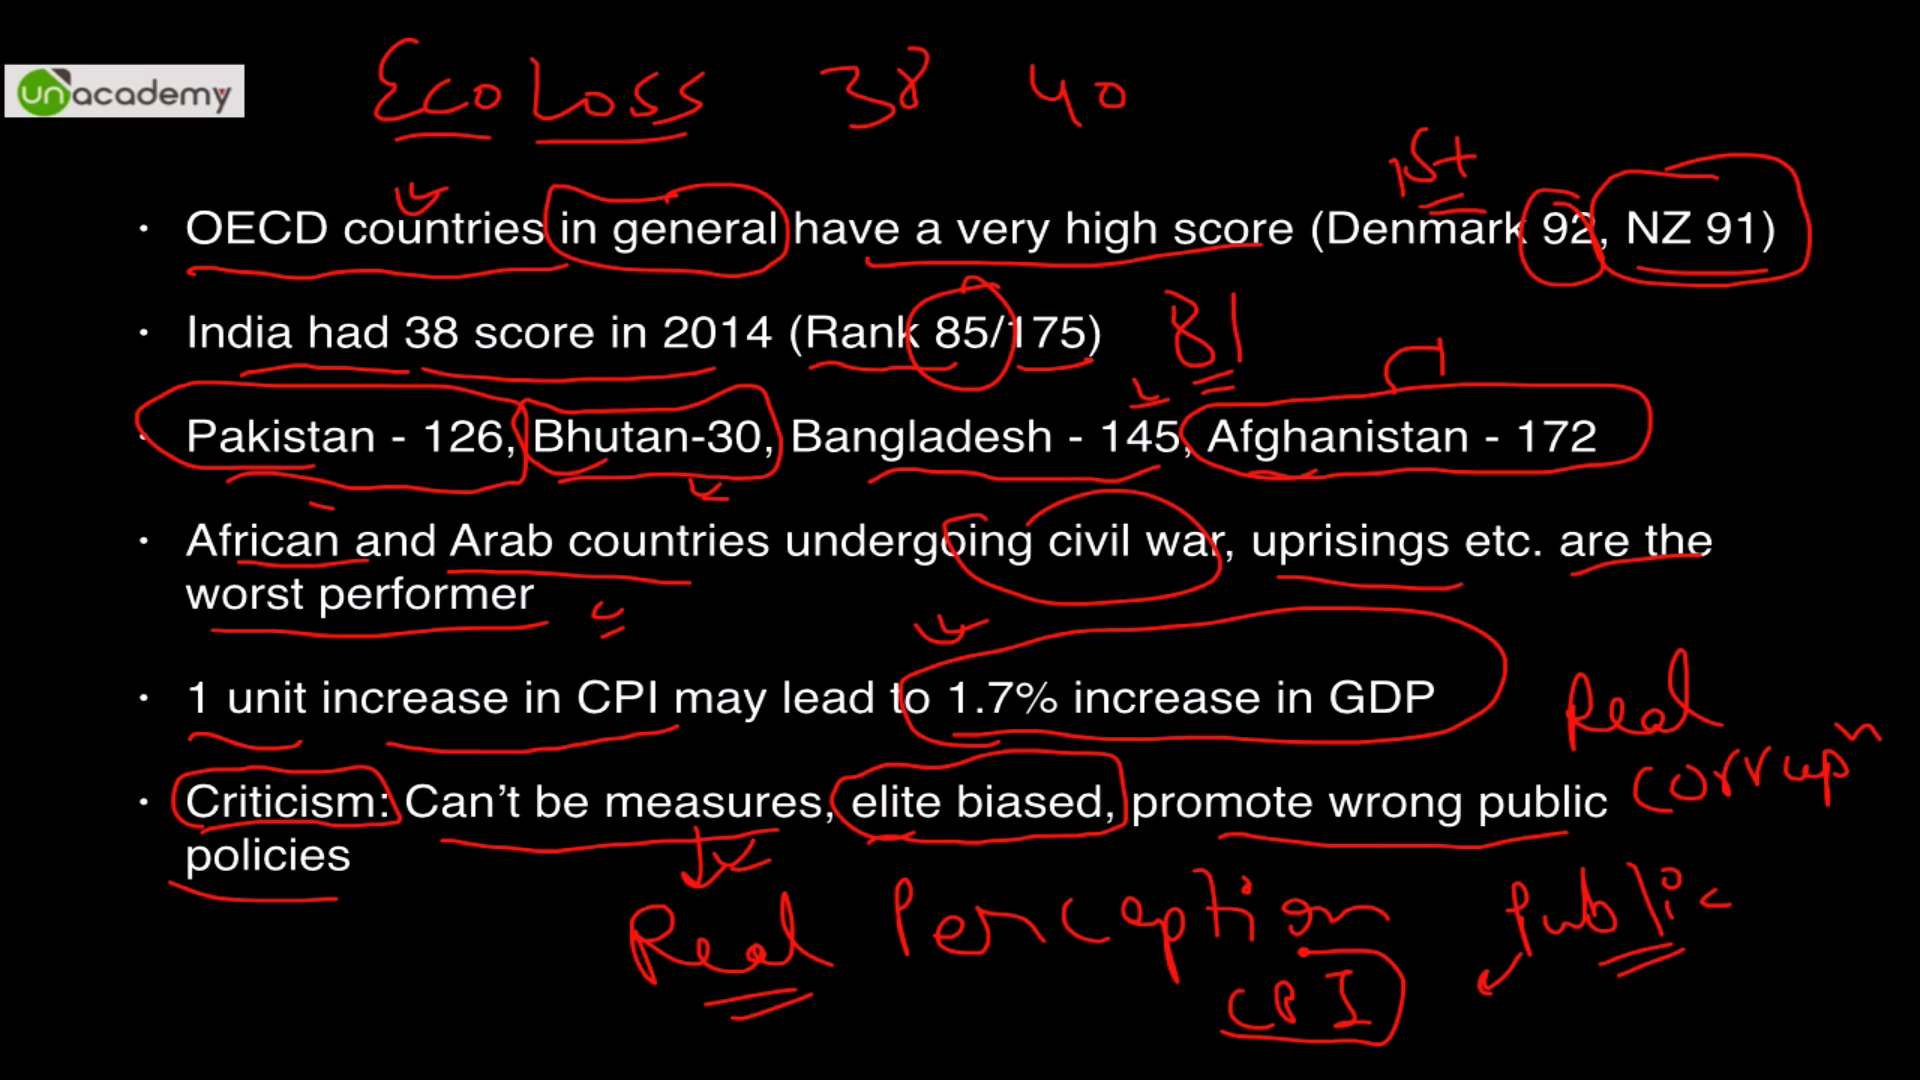 unacademy
Eco Loss 38 40
1st
• OECD countries in general have a very high score (Denmark 92, NZ 91)
• India had 38 score in 2014 (Rank 85/175) 81
• Pakistan - 126, Bhutan-30, Bangladesh - 145, Afghanistan - 172
• African and Arab countries undergoing civil war, uprisings etc. are the
worst performer
• 1 unit increase in CPI may lead to 1.7% increase in GDP
Real
corrupn
• Criticism: Can't be measures, elite biased, promote wrong public
policies
Real Perception Public
CPI